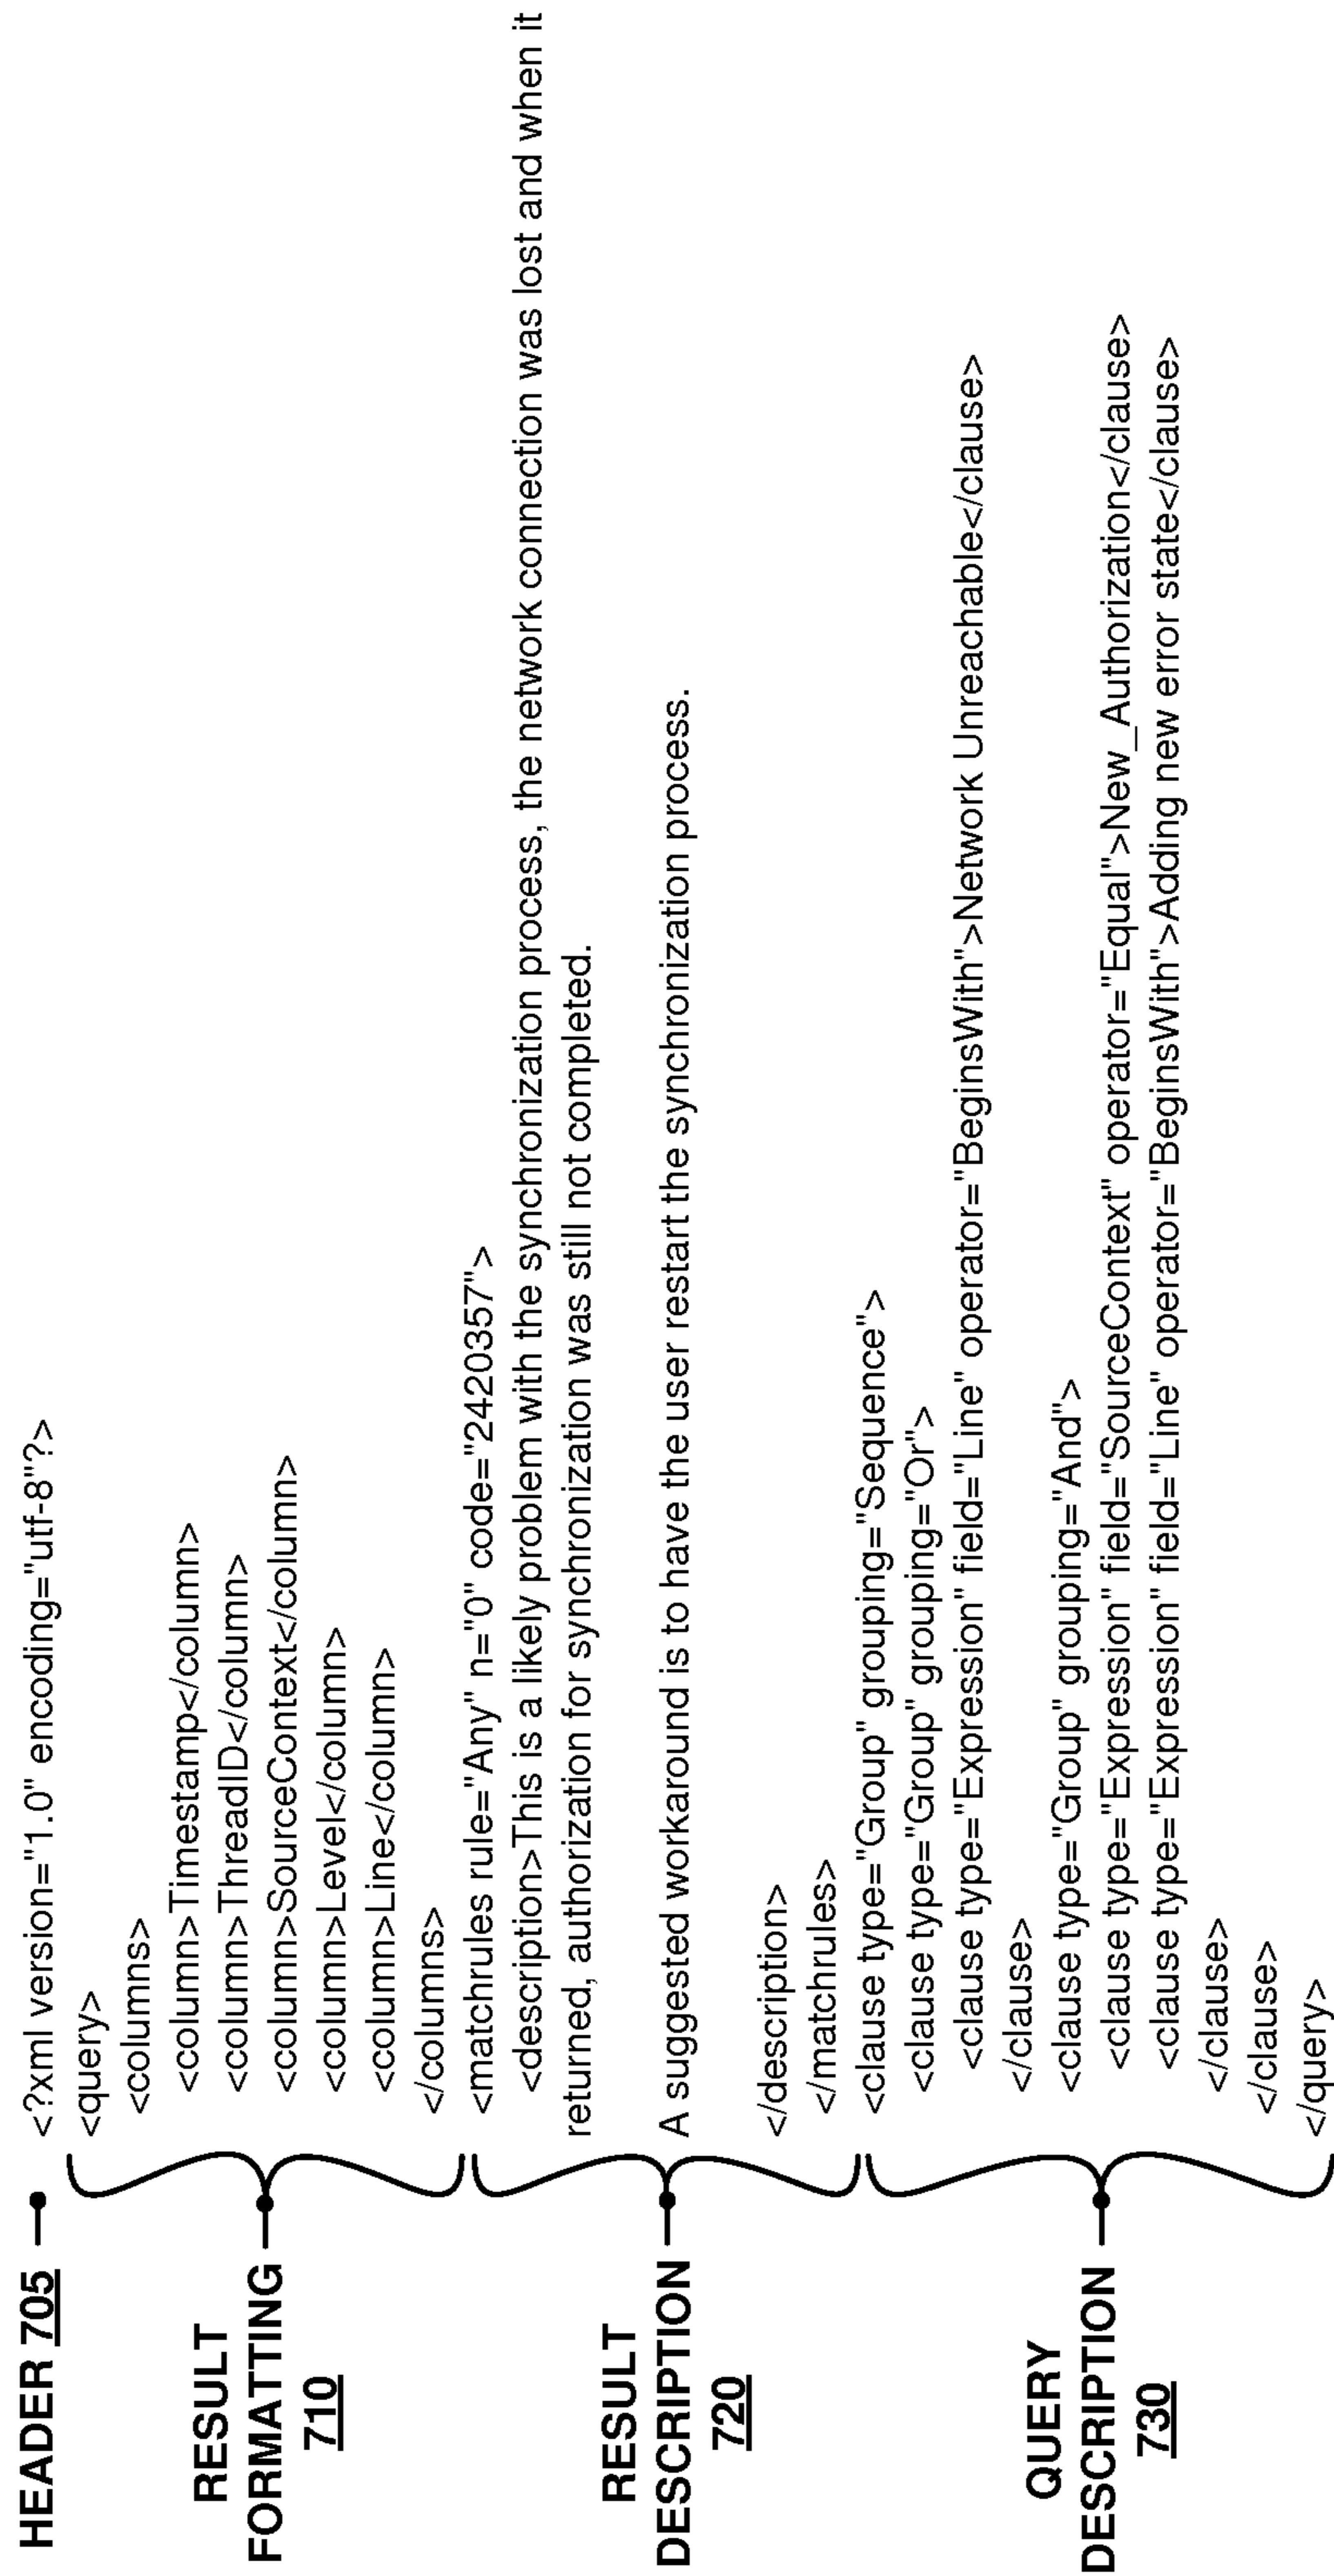 HEADER 705
<?xml version="1.0" encoding="utf-8"?>
RESULT
FORMATTING
710
<query>
<columns>
<column>Timestamp</column>
<column>ThreadID</column>
<column>SourceContext</column>
<column>Level</column>
<column>Line</column>
</columns>
RESULT
DESCRIPTION
720
<matchrules rule="Any" n="0" code="2420357">
<description>This is a likely problem with the synchronization process, the network connection was lost and when it
returned, authorization for synchronization was still not completed.
A suggested workaround is to have the user restart the synchronization process.
</description>
</matchrules>
QUERY
DESCRIPTION
730
<clause type="Group" grouping="Sequence">
<clause type="Group" grouping="Or">
<clause type="Expression" field="Line" operator="BeginsWith">Network Unreachable</clause>
</clause>
<clause type="Group" grouping="And">
<clause type="Expression" field="SourceContext" operator="Equal">New_Authorization</clause>
<clause type="Expression" field="Line" operator="BeginsWith">Adding new error state</clause>
</clause>
</clause>
</query>